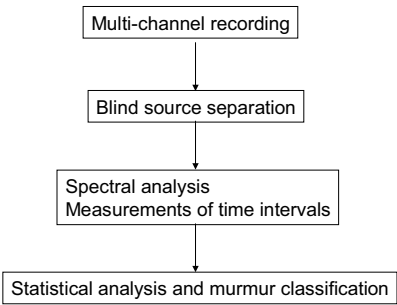 Multi-channel recording
Blind source separation
Spectral analysis
Measurements of time intervals
Statistical analysis and murmur classification